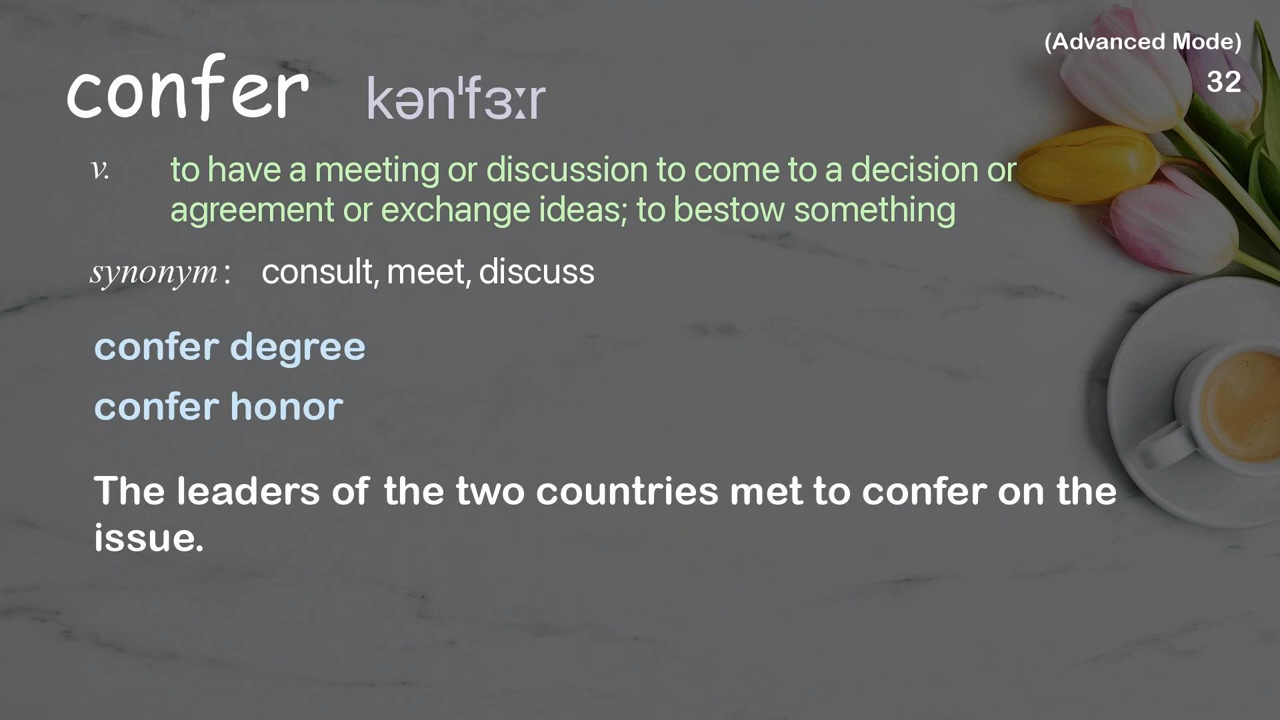 (Advanced Mode)
32
confer kən'fɜːr
v. to have a meeting or discussion to come to a decision or
agreement or exchange ideas; to bestow something
synonym : consult, meet, discuss
confer degree
confer honor
The leaders of the two countries met to confer on the
issue.